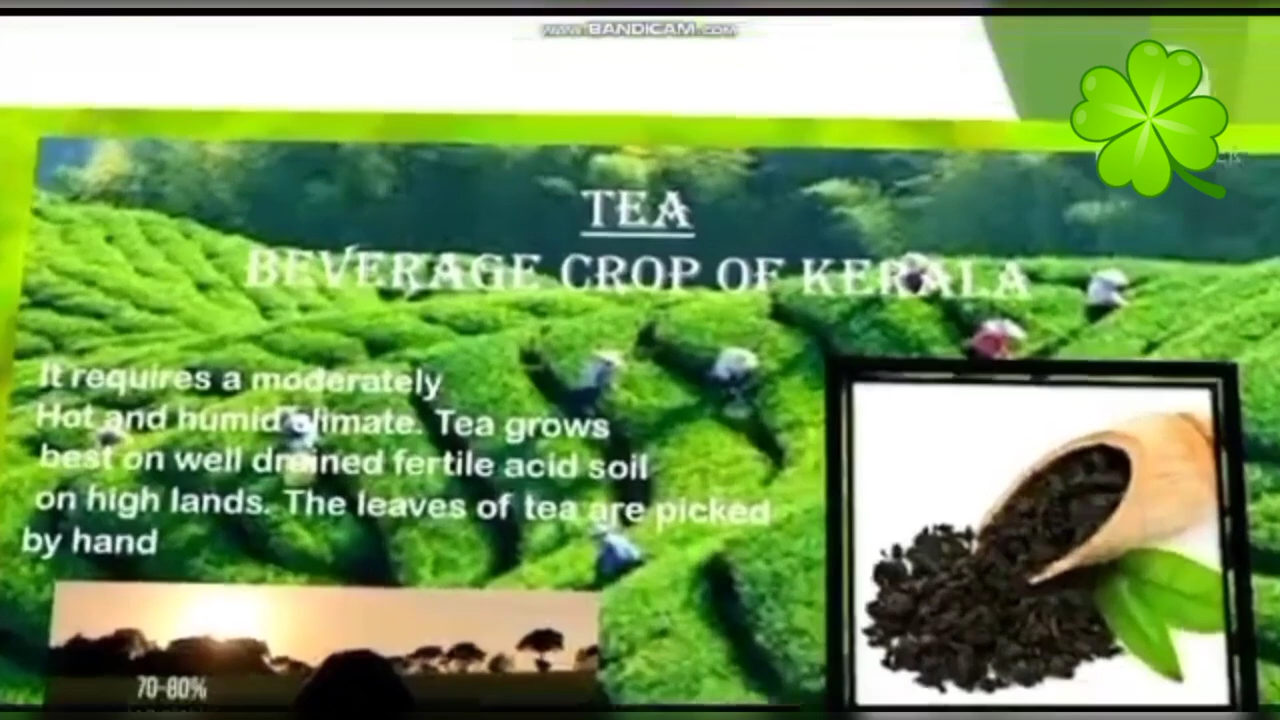 www.BANDICAM.com
TEA
BEVERAGE CROP OF KERALA
It requires a moderately
Hot and humid climate. Tea grows
best on well drained fertile acid soil
on high lands. The leaves of tea are picked
by hand
70-80%